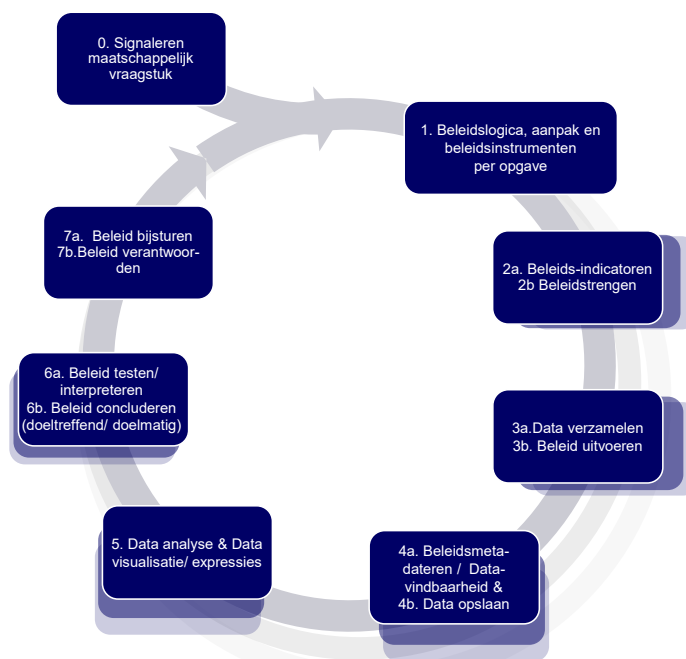 0. Signaleren
maatschappelijk
vraagstuk
1. Beleidslogica, aanpak en
beleidsinstrumenten
per opgave
2a. Beleids-indicatoren
2b Beleidstrengen
3a.Data verzamelen
3b. Beleid uitvoeren
4a. Beleidsmeta-
dateren / Data-
vindbaarheid &
4b. Data opslaan
5. Data analyse & Data
visualisatie/ expressies
6a. Beleid testen/
interpreteren
6b. Beleid concluderen
(doeltreffend/ doelmatig)
7a. Beleid bijsturen
7b.Beleid verantwoor-
den